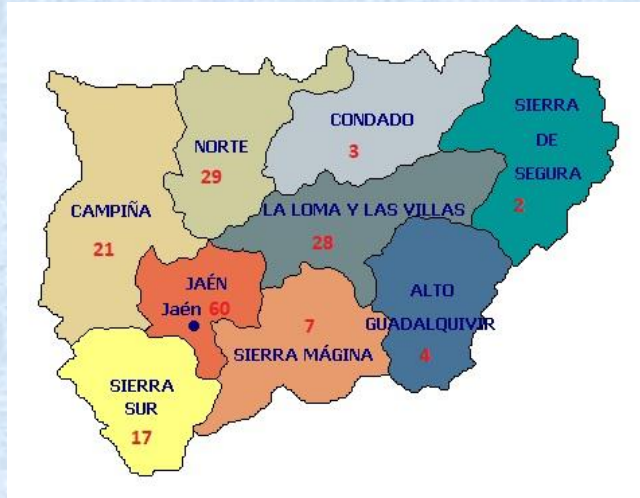 SIERRA
DE
SEGURA
2
CONDADO
3
NORTE
29
CAMPIÑA
21
LA LOMA Y LAS VILLAS
28
JAÉN
Jaén 60
ALTO
GUADALQUIVIR
4
7
SIERRA MÁGINA
SIERRA
SUR
17